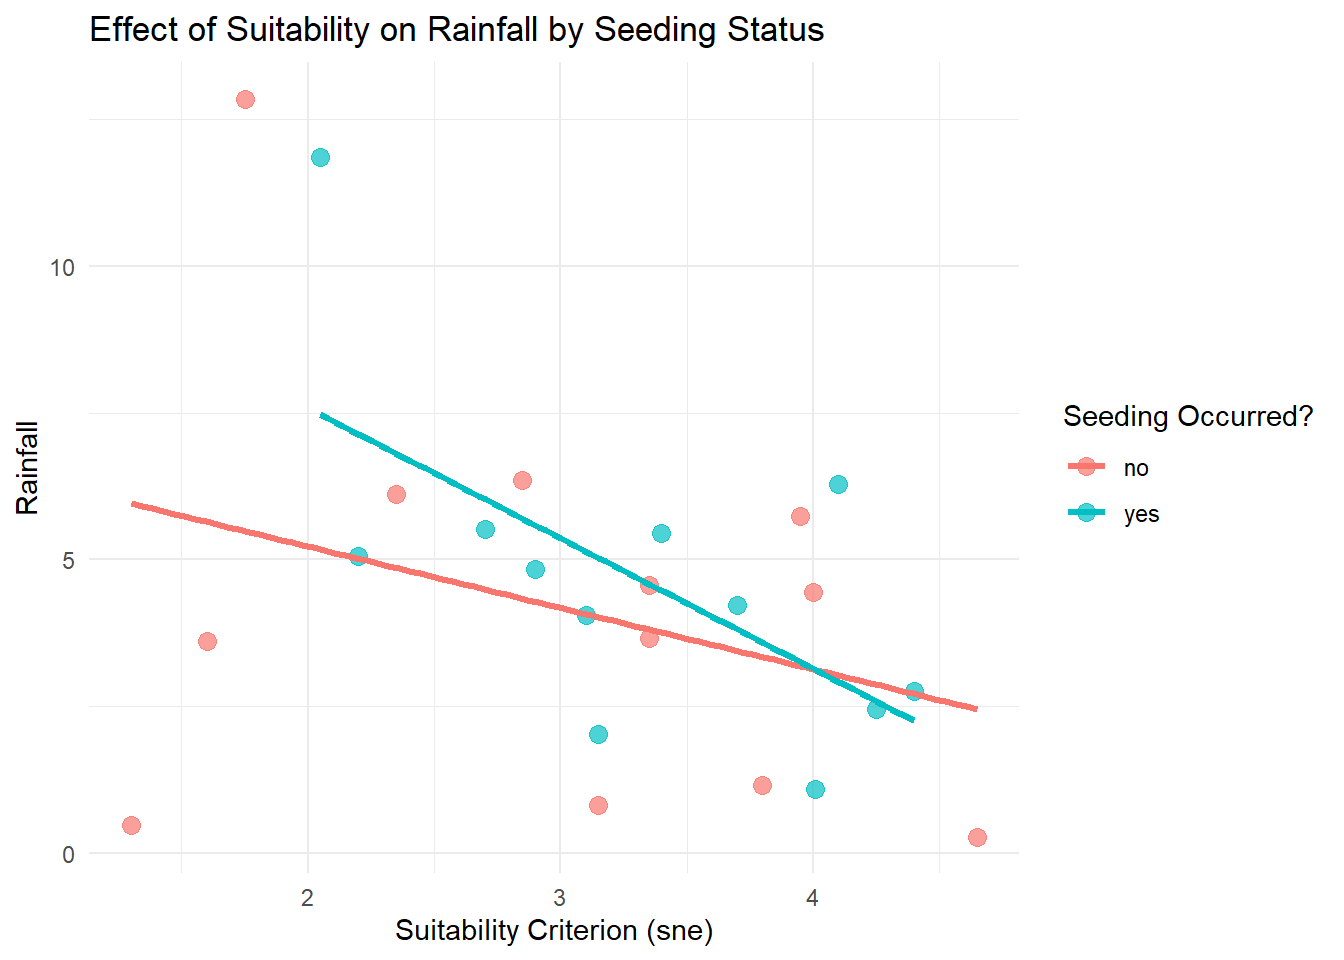 Effect of Suitability on Rainfall by Seeding Status
10
5
0
Rainfall
2
3
4
Suitability Criterion (sne)
Seeding Occurred?
no
yes